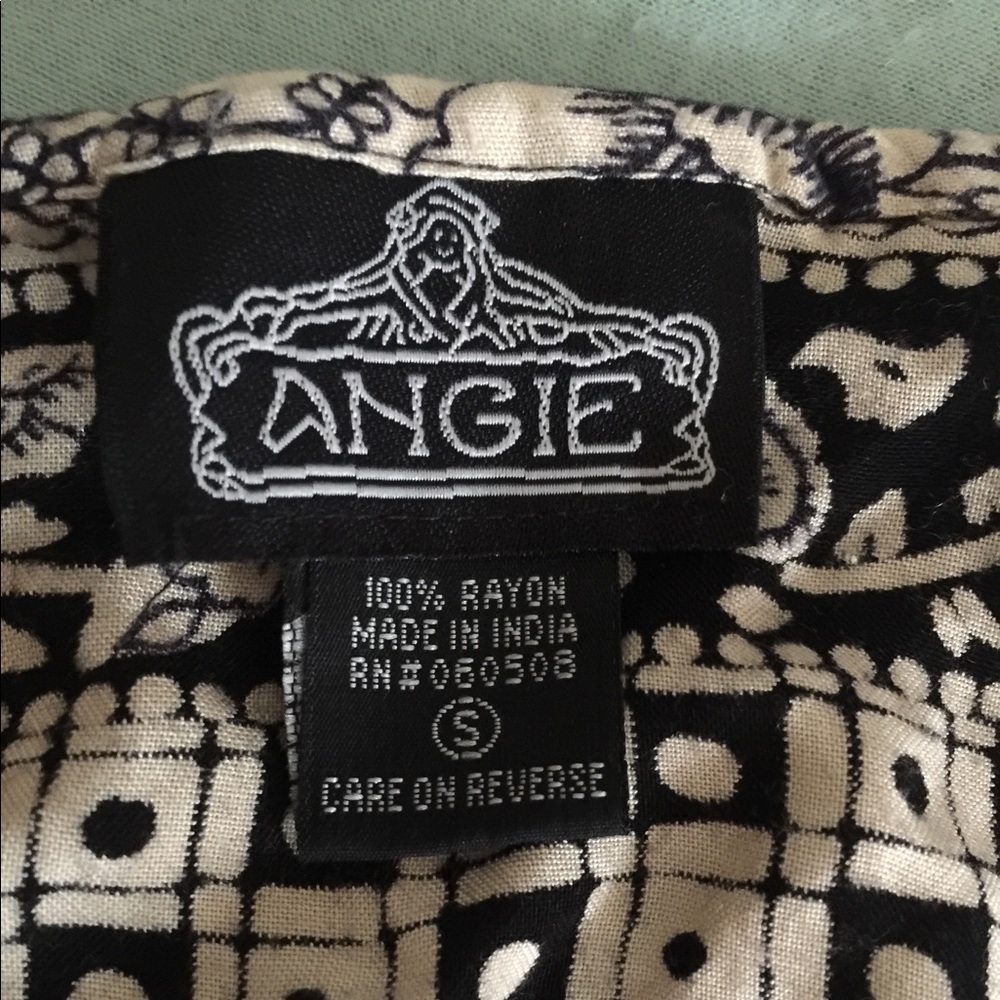 ANGIE
100% RAYON
MADE IN INDIA
RN#060508
S
CARE ON REVERSE